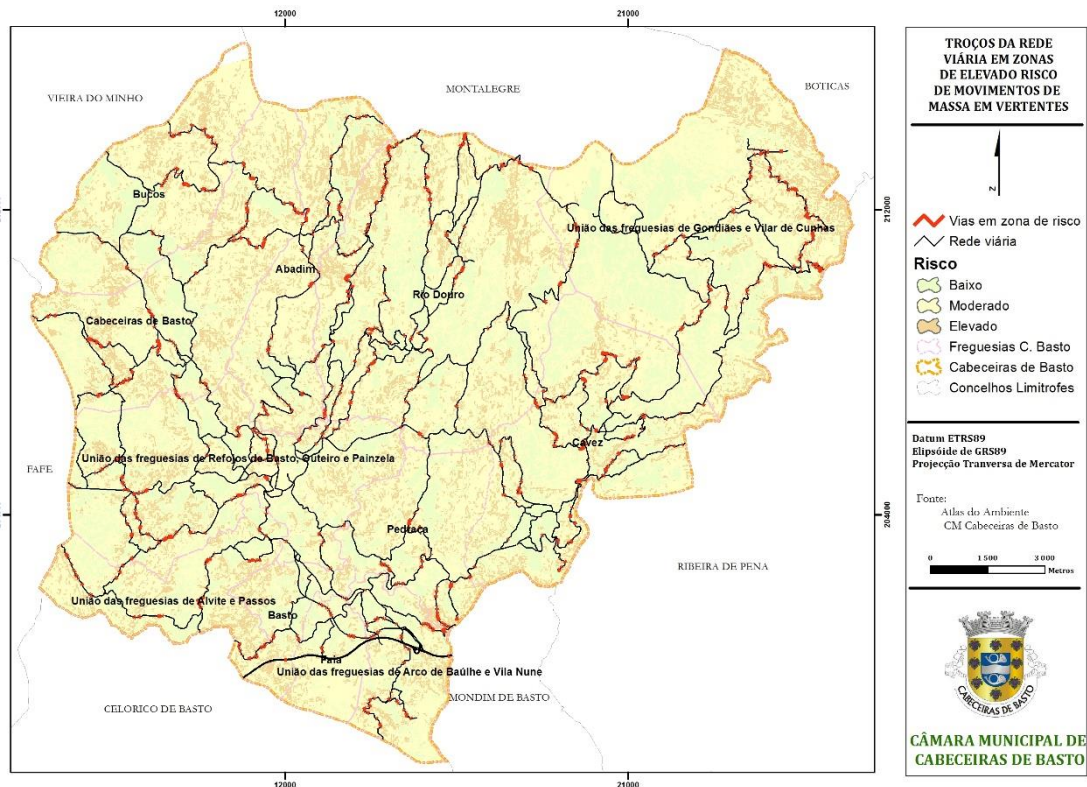 12000
21000
VIEIRA DO MINHO
MONTALEGRE
BOTICAS
Bucos
212000
União das freguesias de Gondiães e Vilar de Cunhas
Abadim
Rio Douro
Cabeceiras de Basto
Cavez
União das freguesias de Refojos de Basto, Outeiro e Painzela
FAFE
204000
Pedraça
RIBEIRA DE PENA
União das freguesias de Alvite e Passos
Basto
Faia
União das freguesias de Arco de Baúlhe e Vila Nune
MONDIM DE BASTO
CELORICO DE BASTO
12000
21000
TROÇOS DA REDE
VIÁRIA EM ZONAS
DE ELEVADO RISCO
DE MOVIMENTOS DE
MASSA EM VERTENTES
N
Vias em zona de risco
Rede viária
Risco
Baixo
Moderado
Elevado
Freguesias C. Basto
Cabeceiras de Basto
Concelhos Limitrofes
Datum ETRS89
Elipsóide de GRS89
Projecção Tranversa de Mercator
Fonte:
Atlas do Ambiente
CM Cabeceiras de Basto
0 1 500 3 000
Metros
CABECEIRAS DE BASTO
CÂMARA MUNICIPAL DE
CABECEIRAS DE BASTO